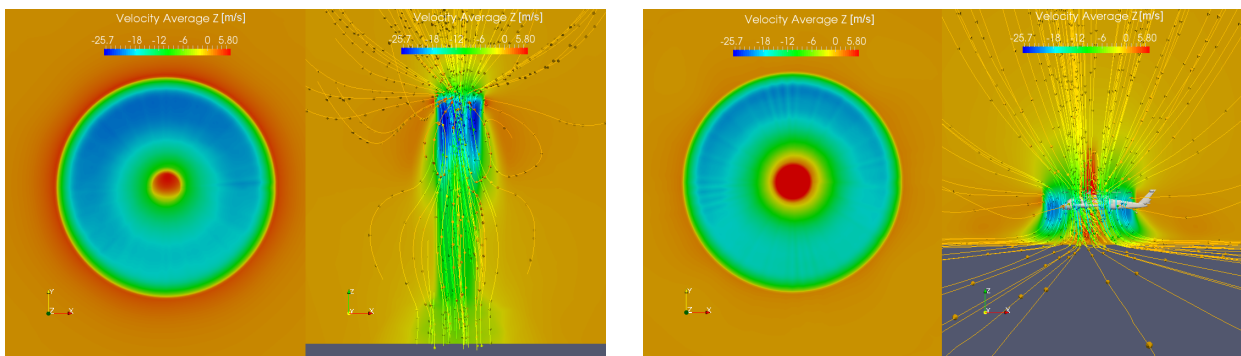 Velocity Average Z [m/s]
-25.7 -18 -12 -6 0 5.80
Y
Z X
Velocity Average Z [m/s]
-25.7 -18 -12 -6 0 5.80
Z
Y X
Velocity Average Z [m/s]
-25.7 -18 -12 -6 0 5.80
Y
Z X
Velocity Average Z [m/s]
-25.7 -18 -12 -6 0 5.80
Z
Y X